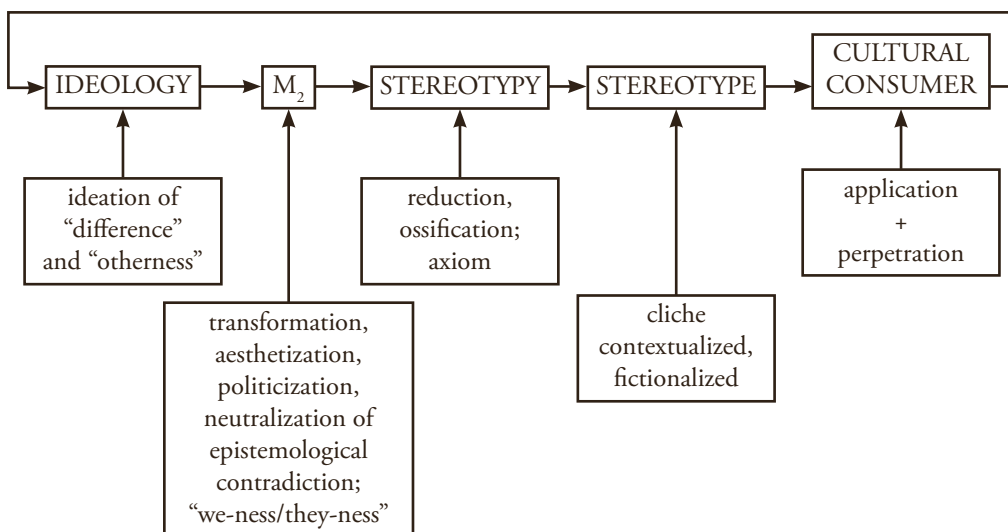 IDEOLOGY
M₂
STEREOTYPY
STEREOTYPE
CULTURAL
CONSUMER
ideation of
“difference”
and “otherness”
transformation,
aesthetization,
politicization,
neutralization of
epistemological
contradiction;
“we-ness/they-ness”
reduction,
ossification;
axiom
cliche
contextualized,
fictionalized
application
+
perpetration